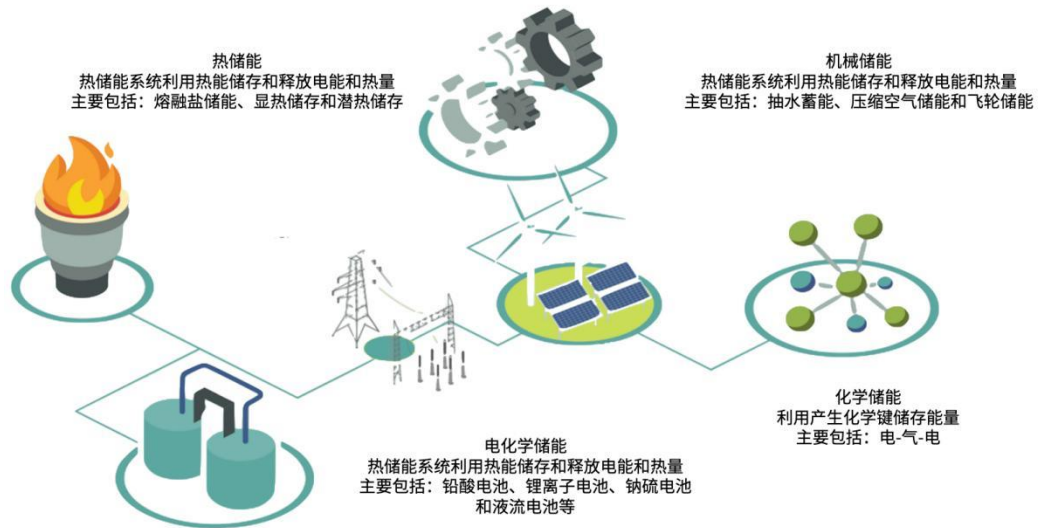 热储能
热储能系统利用热能储存和释放电能和热量
主要包括：熔融盐储能、显热储存和潜热储存
机械储能
热储能系统利用热能储存和释放电能和热量
主要包括：抽水蓄能、压缩空气储能和飞轮储能
化学储能
利用产生化学键储存能量
主要包括：电-气-电
电化学储能
热储能系统利用热能储存和释放电能和热量
主要包括：铅酸电池、锂离子电池、钠硫电池
和液流电池等